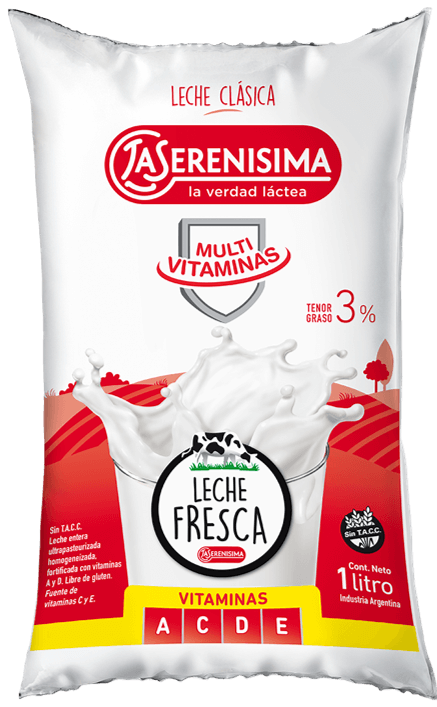 LECHE CLÁSICA
LASERENISIMA
la verdad láctea
MULTI
VITAMINAS
TENOR
GRASO 3%
LECHE
FRESCA
LASERENISIMA
Sin T.A.C.C.
Leche entera
ultrapasteurizada
homogeneizada,
fortificada con vitaminas
A y D. Libre de gluten.
Fuente de
vitaminas C y E.
Sin T.A.C.C.
Cont. Neto
1 litro
Industria Argentina
VITAMINAS
A C D E